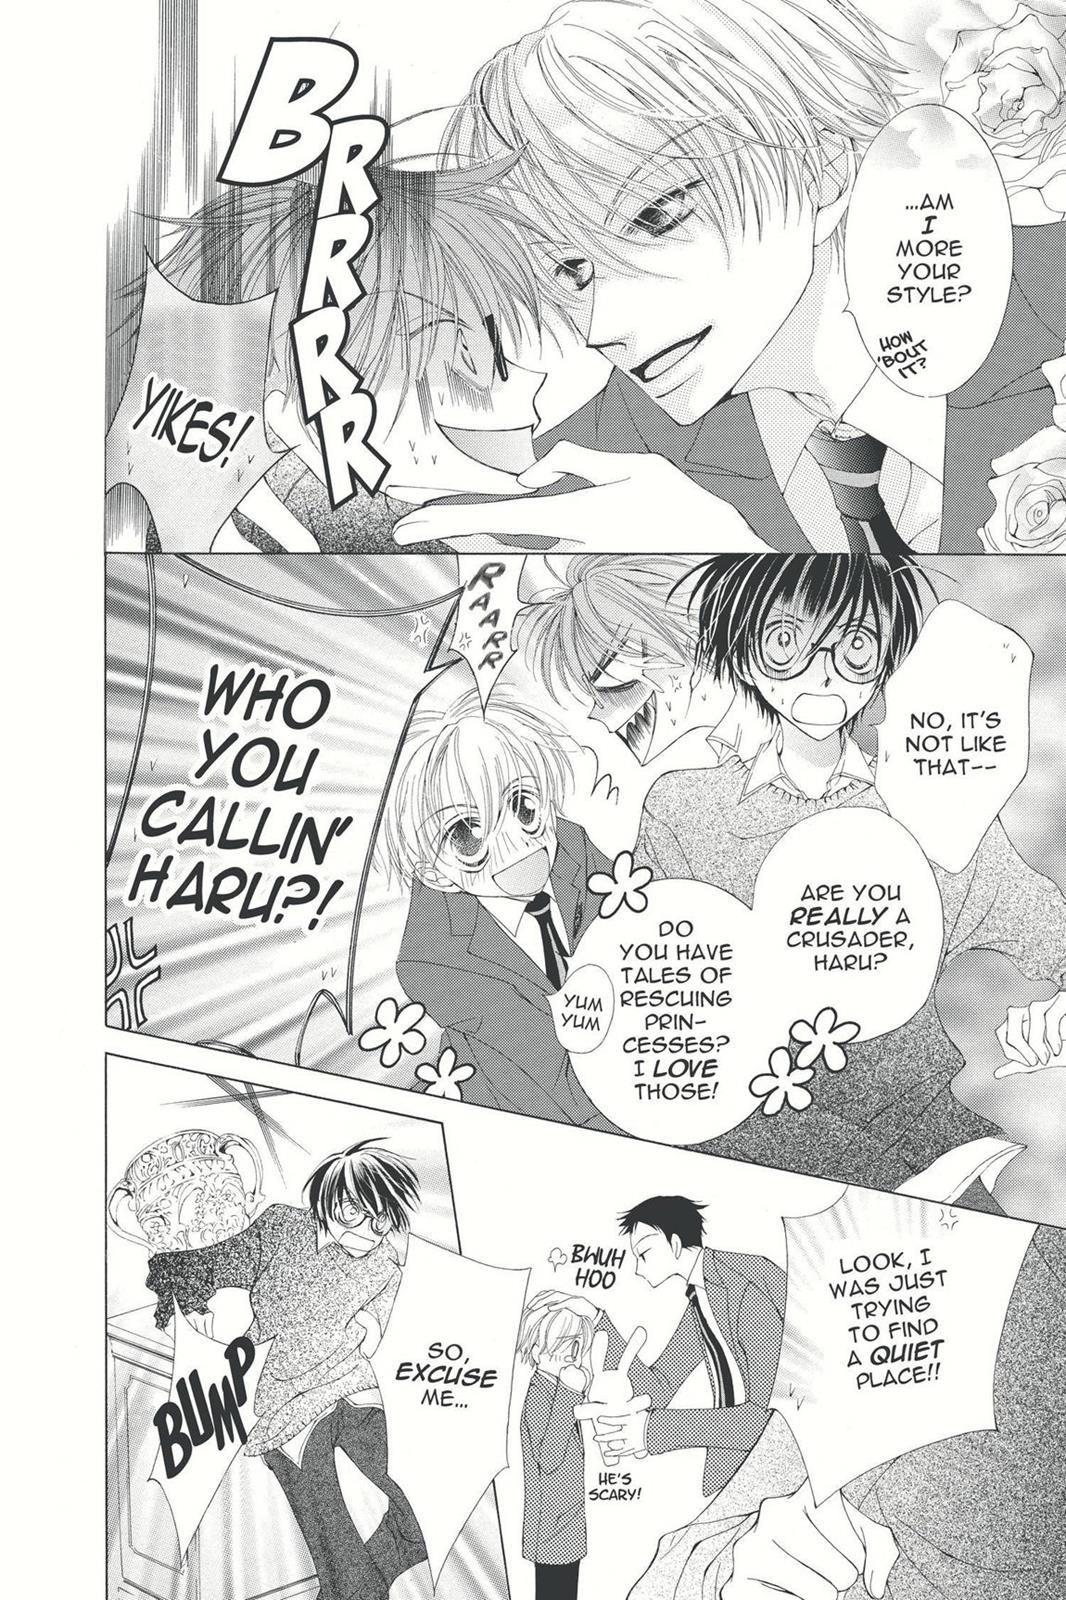 ...AM
I
MORE
YOUR
STYLE?
HOW
'BOUT
IT?
BRRRRR
YIKES!
NO, IT'S
NOT LIKE
THAT--
ARE YOU
REALLY A
CRUSADER,
HARU?
DO
YOU HAVE
TALES OF
RESCUING
PRIN-
CESSES?
I LOVE
THOSE!
YUM
YUM
RAARR
WHO
YOU
CALLIN'
HARU?!
LOOK, I
WAS JUST
TRYING
TO FIND
A QUIET
PLACE!!
BWUH
HOO
HE'S
SCARY!
SO,
EXCUSE
ME...
BUMP